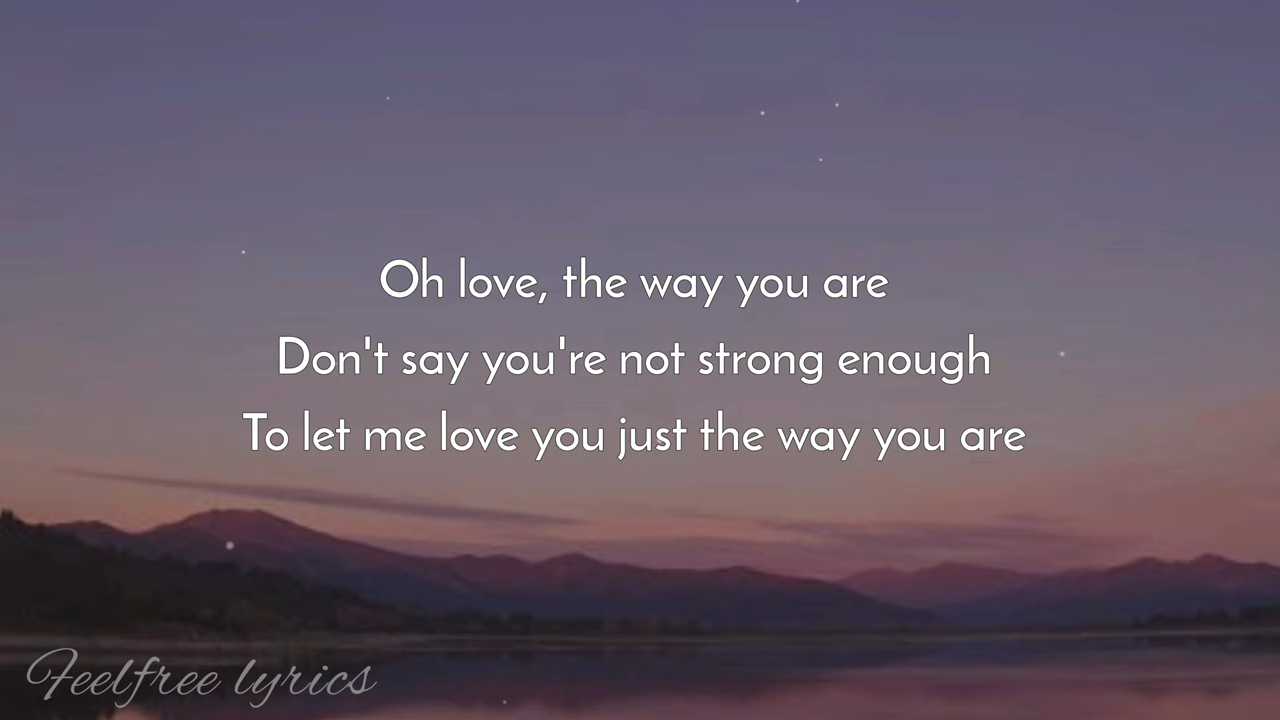 Oh love, the way you are
Don't say you're not strong enough
To let me love you just the way you are
Feelfree lyrics